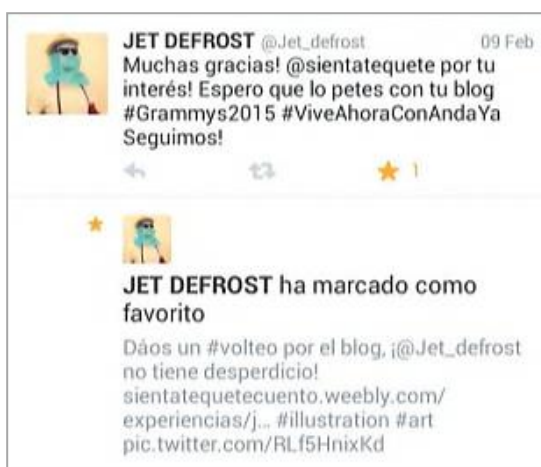 JET DEFROST @Jet_defrost 09 Feb
Muchas gracias! @sientatequete por tu
interés! Espero que lo petes con tu blog
#Grammys2015 #ViveAhoraConAndaYa
Seguimos!
1
JET DEFROST ha marcado como
favorito
Dáos un #volteo por el blog, ¡@Jet_defrost
no tiene desperdicio!
sientatequetecuento.weebly.com/
experiencias/j... #illustration #art
pic.twitter.com/RLf5HnixKd